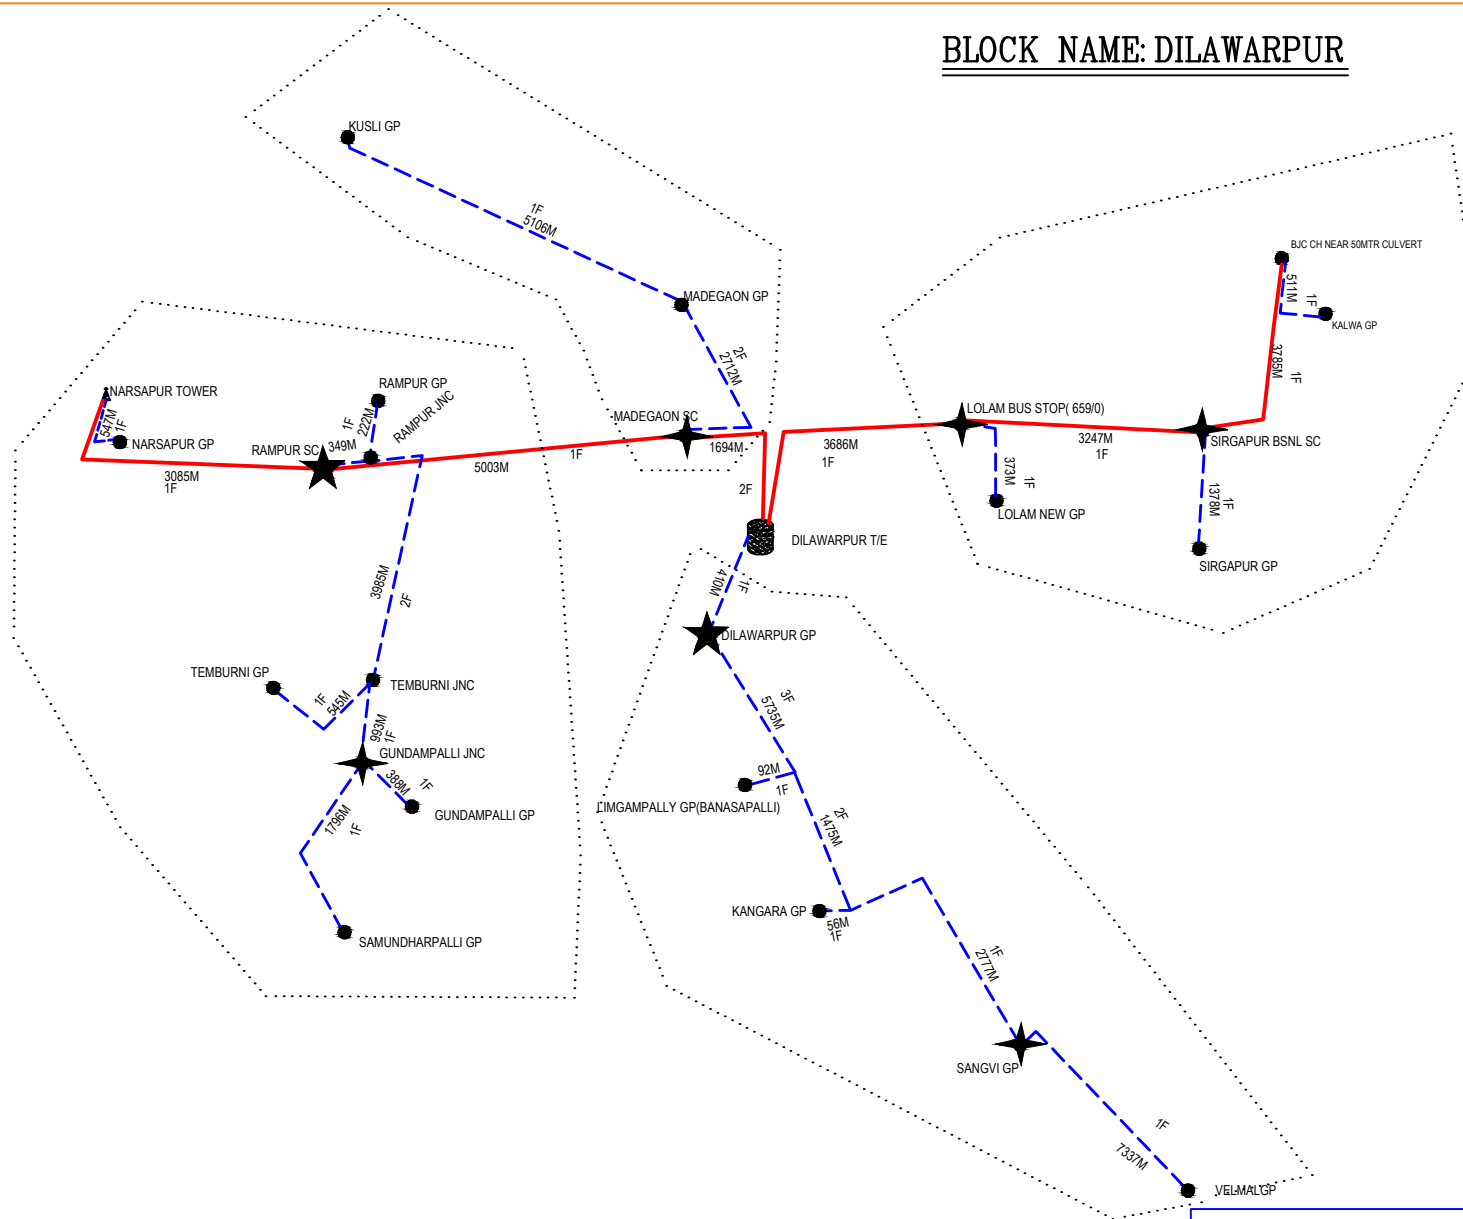 BLOCK NAME: DILAWARPUR
KUSLI GP
1F
5106M
MADEGAON GP
2F
2712M
MADEGAON SC
1694M
2F
BJC CH NEAR 50MTR CULVERT
511M
1F
KALWA GP
3785M
1F
LOLAM BUS STOP( 659/0)
3686M
1F
3247M
1F
SIRGAPUR BSNL SC
373M
1F
LOLAM NEW GP
1378M
1F
SIRGAPUR GP
NARSAPUR TOWER
547M
1F
NARSAPUR GP
RAMPUR GP
1F
222M
RAMPUR JNC
RAMPUR SC
349M
5003M
1F
3085M
1F
DILAWARPUR T/E
410M
1F
DILAWARPUR GP
3985M
2F
TEMBURNI GP
TEMBURNI JNC
1F
545M
993M
1F
GUNDAMPALLI JNC
388M
1F
GUNDAMPALLI GP
1796M
1F
SAMUNDHARPALLI GP
3F
5735M
92M
1F
LIMGAMPALLY GP(BANASAPALLI)
2F
1475M
KANGARA GP
56M
1F
1F
2777M
SANGVI GP
1F
7337M
VELMALGP